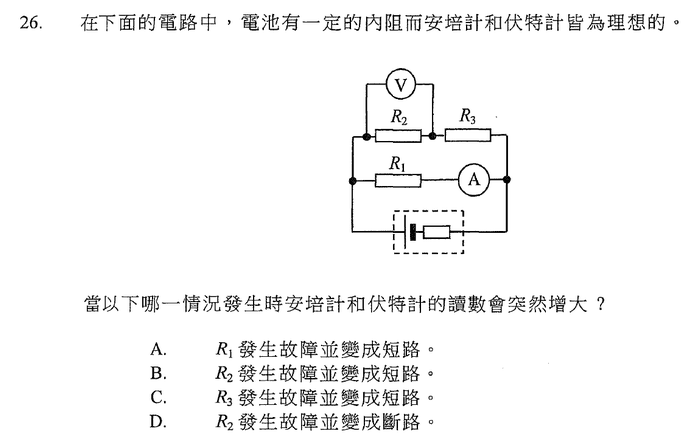 26. 在下面的電路中，電池有一定的內阻而安培計和伏特計皆為理想的。
V
R₂ R₃
R₁
A
當以下哪一情況發生時安培計和伏特計的讀數會突然增大？
A. R₁ 發生故障並變成短路。
B. R₂ 發生故障並變成短路。
C. R₃ 發生故障並變成短路。
D. R₂ 發生故障並變成斷路。